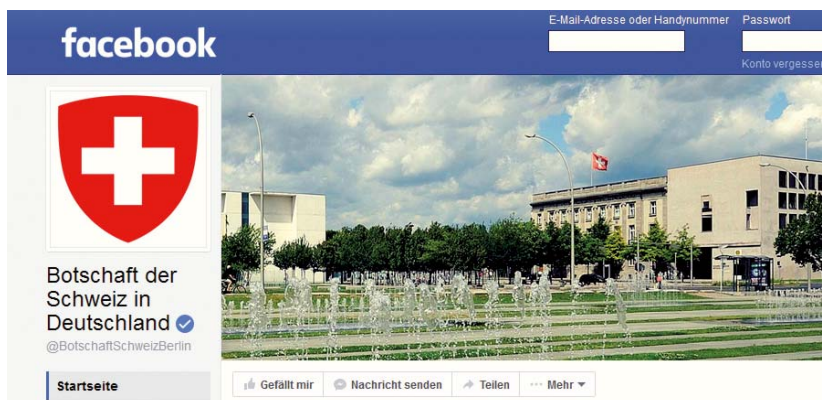 facebook
E-Mail-Adresse oder Handynummer
Passwort
Konto vergessen
Botschaft der
Schweiz in
Deutschland
@BotschaftSchweizBerlin
Startseite
Gefällt mir
Nachricht senden
Teilen
Mehr